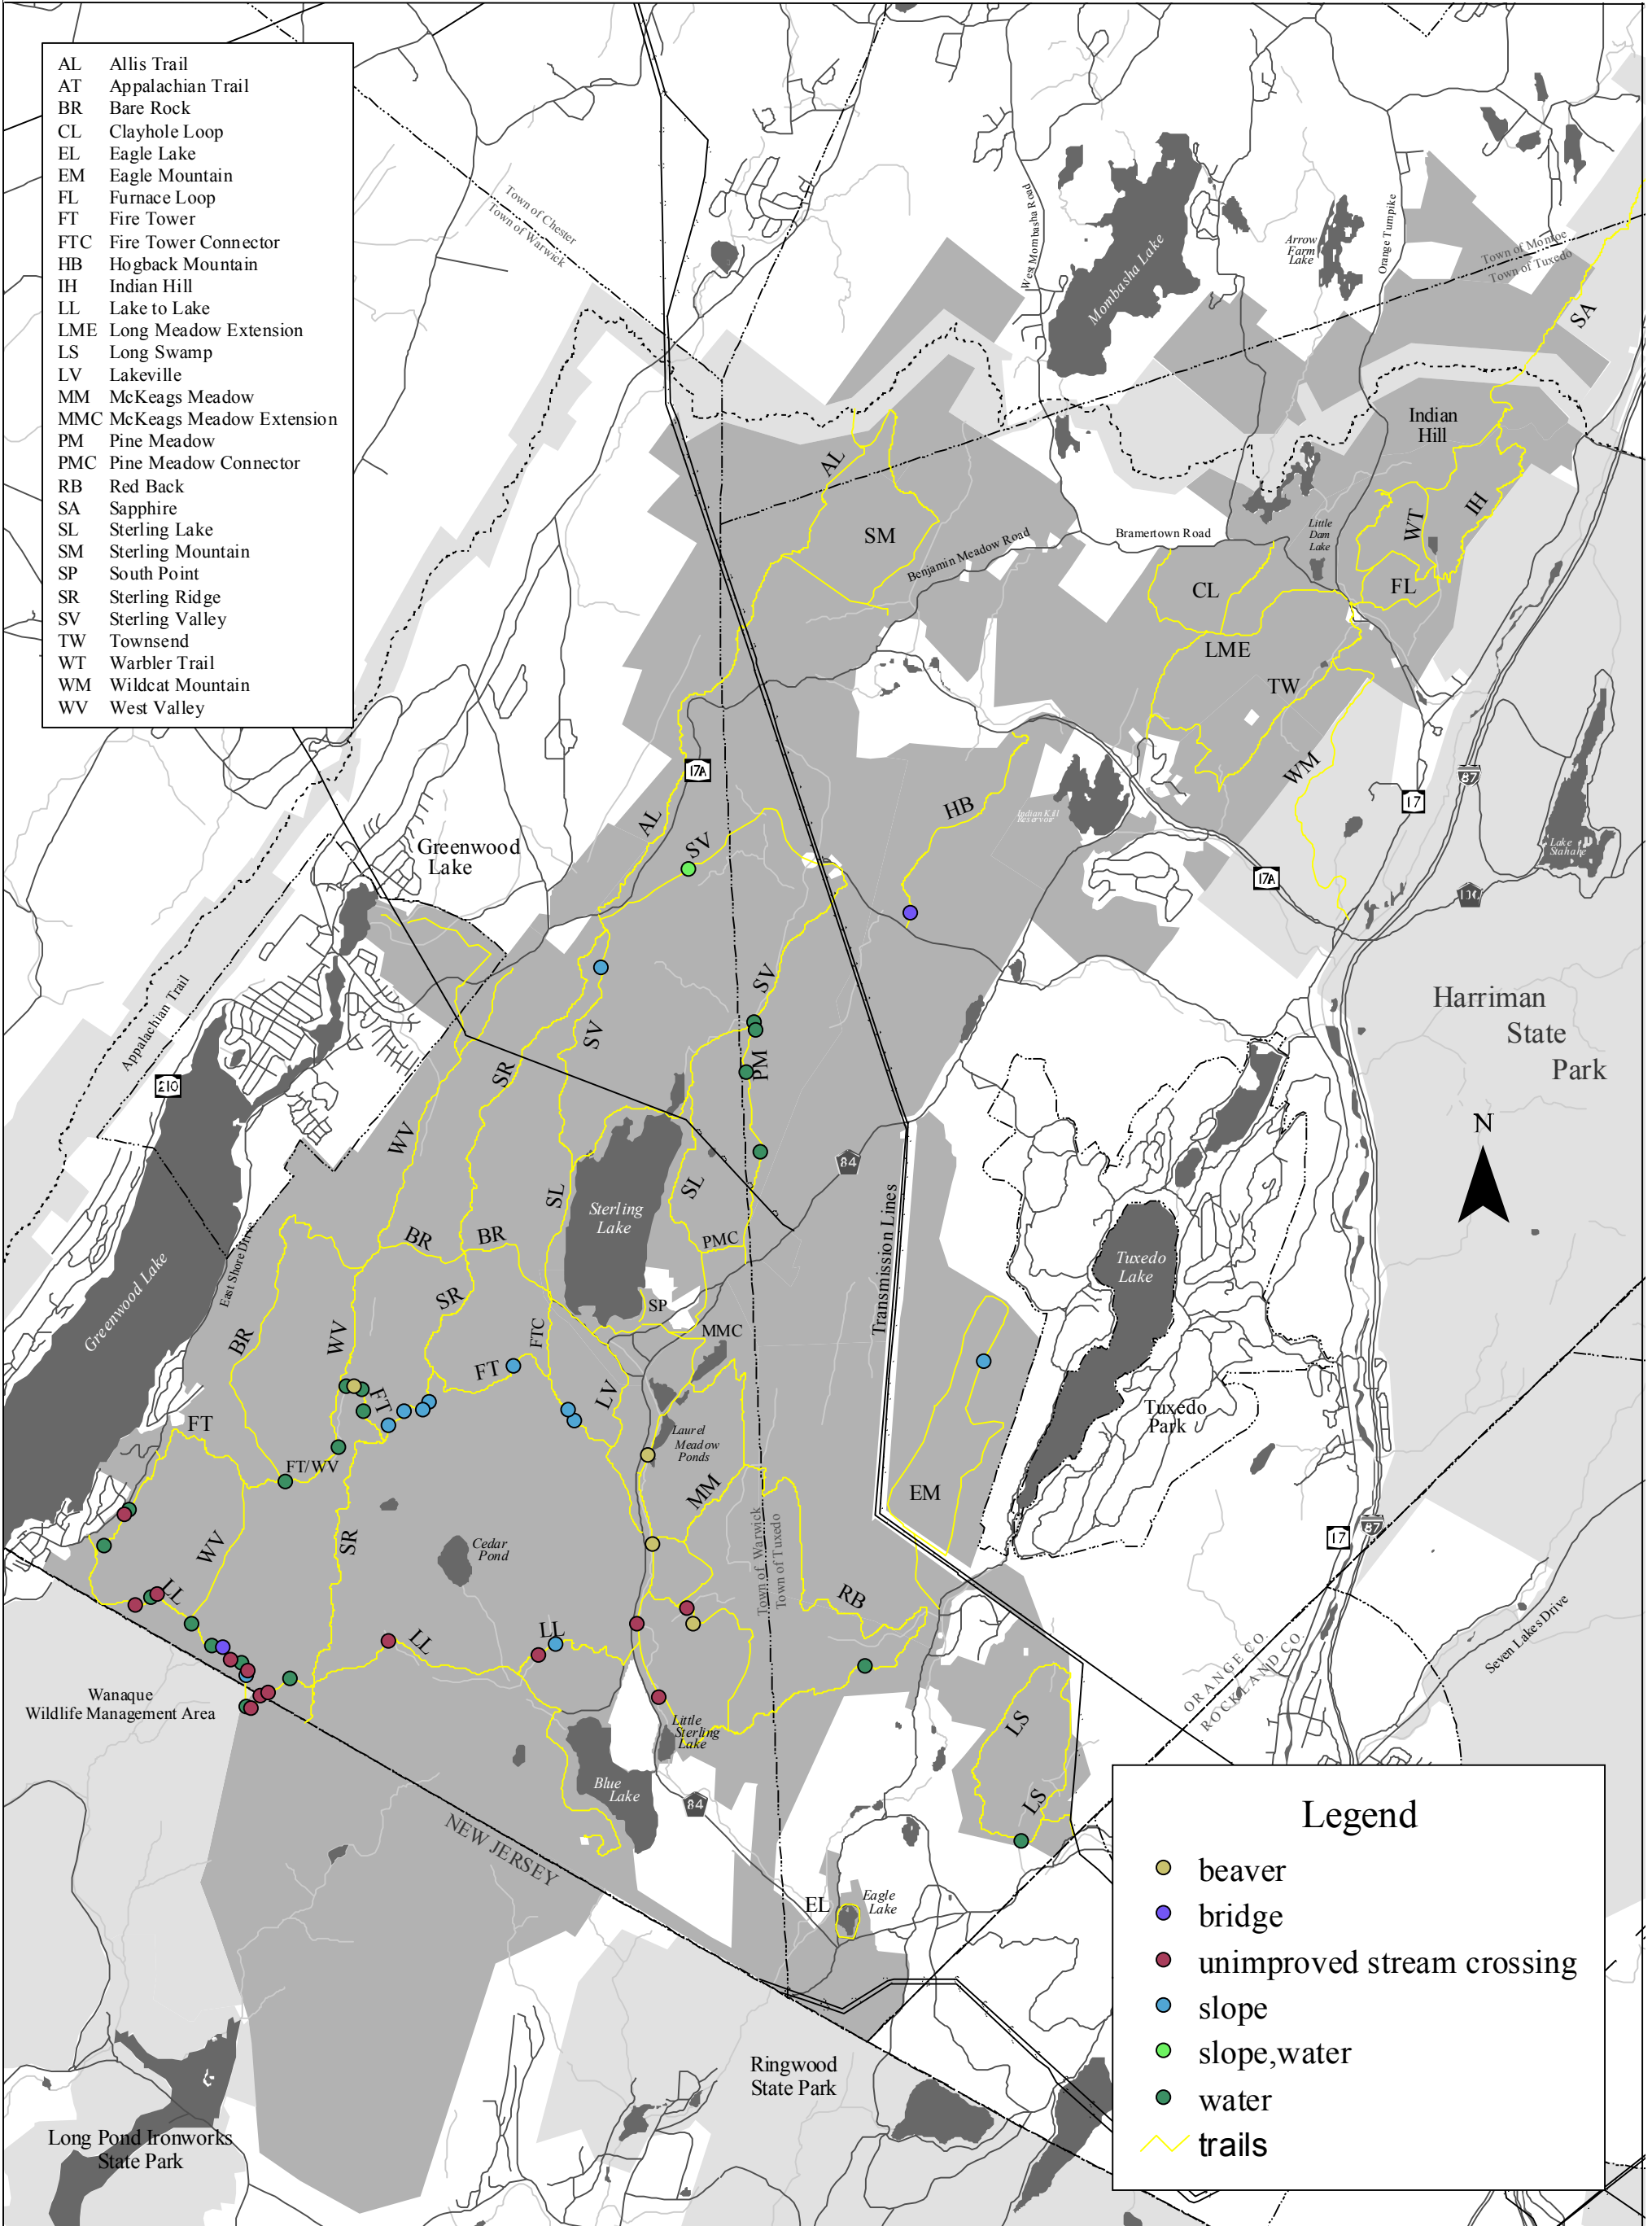 AL Allis Trail
AT Appalachian Trail
BR Bare Rock
CL Clayhole Loop
EL Eagle Lake
EM Eagle Mountain
FL Furnace Loop
FT Fire Tower
FTC Fire Tower Connector
HB Hogback Mountain
IH Indian Hill
LL Lake to Lake
LME Long Meadow Extension
LS Long Swamp
LV Lakeville
MM McKeags Meadow
MMC McKeags Meadow Extension
PM Pine Meadow
PMC Pine Meadow Connector
RB Red Back
SA Sapphire
SL Sterling Lake
SM Sterling Mountain
SP South Point
SR Sterling Ridge
SV Sterling Valley
TW Townsend
WT Warbler Trail
WM Wildcat Mountain
WV West Valley
Town of Chester
Town of Warwick
West Mombasha Road
Mombasha Lake
Arrow
Farm
Lake
Orange Turnpike
Town of Monroe
Town of Tuxedo
SA
Indian
Hill
AL
SM
Benjamin Meadow Road
Bramertown Road
Little
Dam
Lake
WT
IH
CL
FL
LME
TW
WM
17A
87
17
HB
Indian Kill
Reservoir
Lake
Stahahe
AL
SV
Greenwood
Lake
17A
106
Appalachian Trail
210
SV
SV
SR
PM
Harriman
State
Park
N
WV
84
SL
SL
Sterling
Lake
BR
BR
PMC
Transmission Lines
Tuxedo
Lake
East Shore Drive
Greenwood Lake
SR
SP
MMC
BR
WV
FTC
FT
FT
LV
FT
Laurel
Meadow
Ponds
Tuxedo
Park
FT/WV
MM
EM
Town of Warwick
Town of Tuxedo
17
87
WV
SR
Cedar
Pond
LL
RB
LL
LL
Seven Lakes Drive
ORANGE CO.
ROCKLAND CO.
Wanaque
Wildlife Management Area
Little
Sterling
Lake
LS
Blue
Lake
84
LS
NEW JERSEY
EL
Eagle
Lake
Ringwood
State Park
Long Pond Ironworks
State Park
Legend
beaver
bridge
unimproved stream crossing
slope
slope,water
water
trails